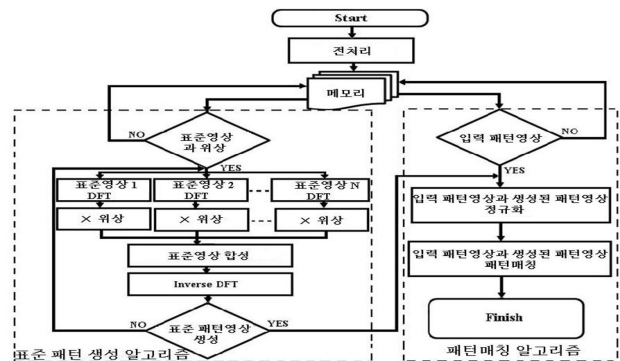 Start
전처리
메모리
NO
표준영상
과 위상
YES
표준영상 1
DFT
표준영상 2
DFT
표준영상 N
DFT
× 위상
× 위상
× 위상
표준영상 합성
Inverse DFT
NO
표준 패턴영상
생성
YES
표준 패턴 생성 알고리즘
입력 패턴영상
NO
YES
입력 패턴영상과 생성된 패턴영상
정규화
입력 패턴영상과 생성된 패턴영상
패턴매칭
Finish
패턴매칭 알고리즘